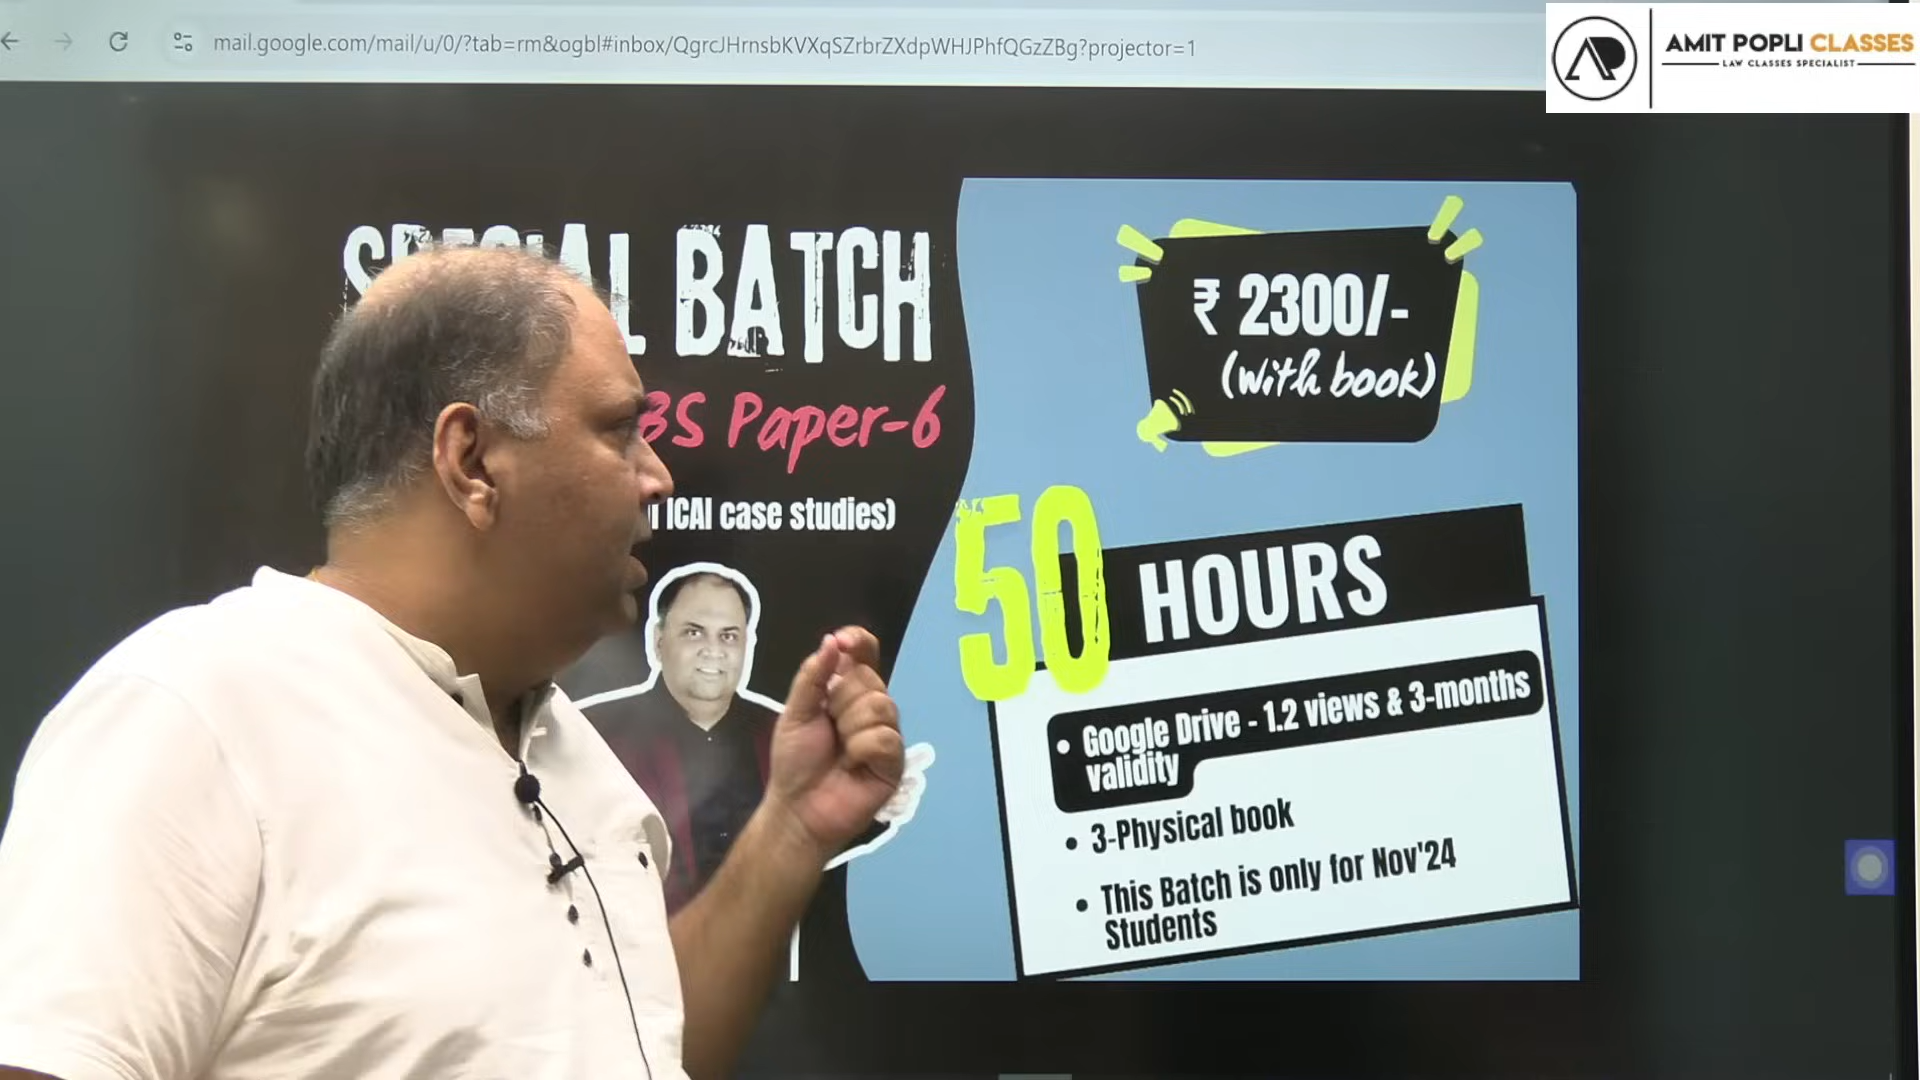 mail.google.com/mail/u/0/?tab=rm&ogbl#inbox/QgrcJHrnsbKVXqSZrbrZXdpWHJPhfQGzZBg?projector=1
AMIT POPLI CLASSES
LAW CLASSES SPECIALIST
SPECIAL BATCH
Paper-6
ICAI case studies)
₹ 2300/-
(with book)
50 HOURS
• Google Drive - 1.2 views & 3-months
validity
• 3-Physical book
• This Batch is only for Nov'24
Students